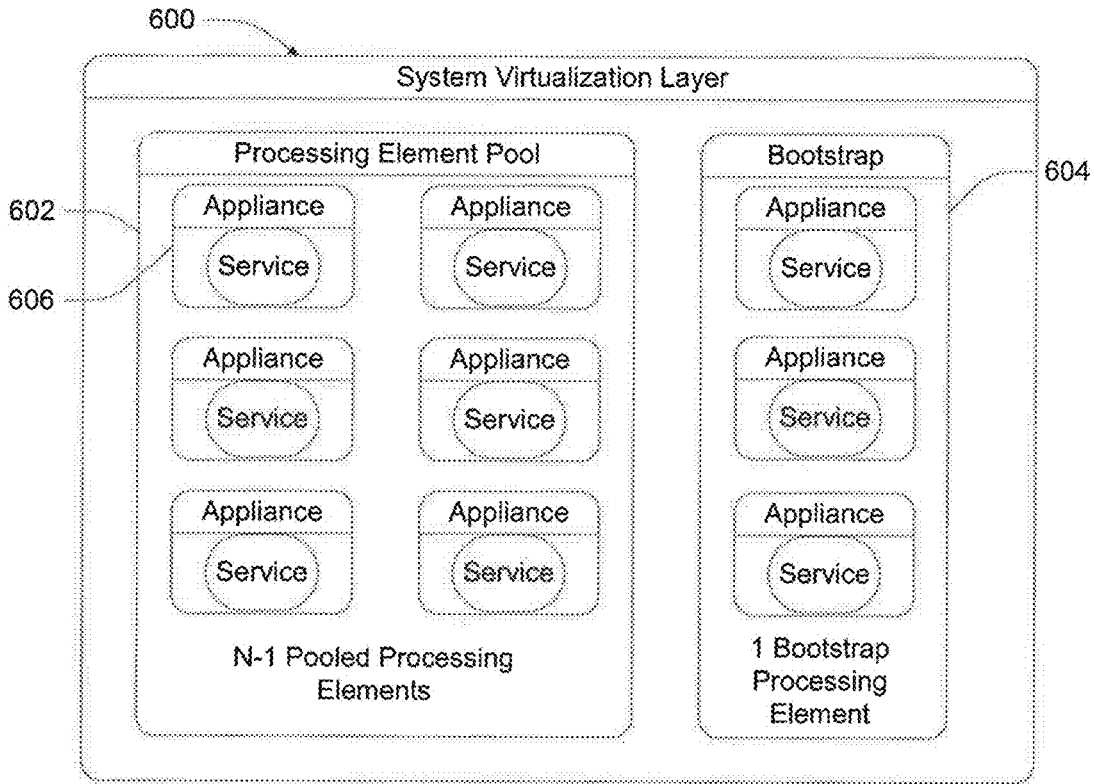 600
System Virtualization Layer
Processing Element Pool
Bootstrap
604
602
606
Appliance
Service
Appliance
Service
Appliance
Service
Appliance
Service
Appliance
Service
Appliance
Service
Appliance
Service
Appliance
Service
Appliance
Service
N-1 Pooled Processing
Elements
1 Bootstrap
Processing
Element